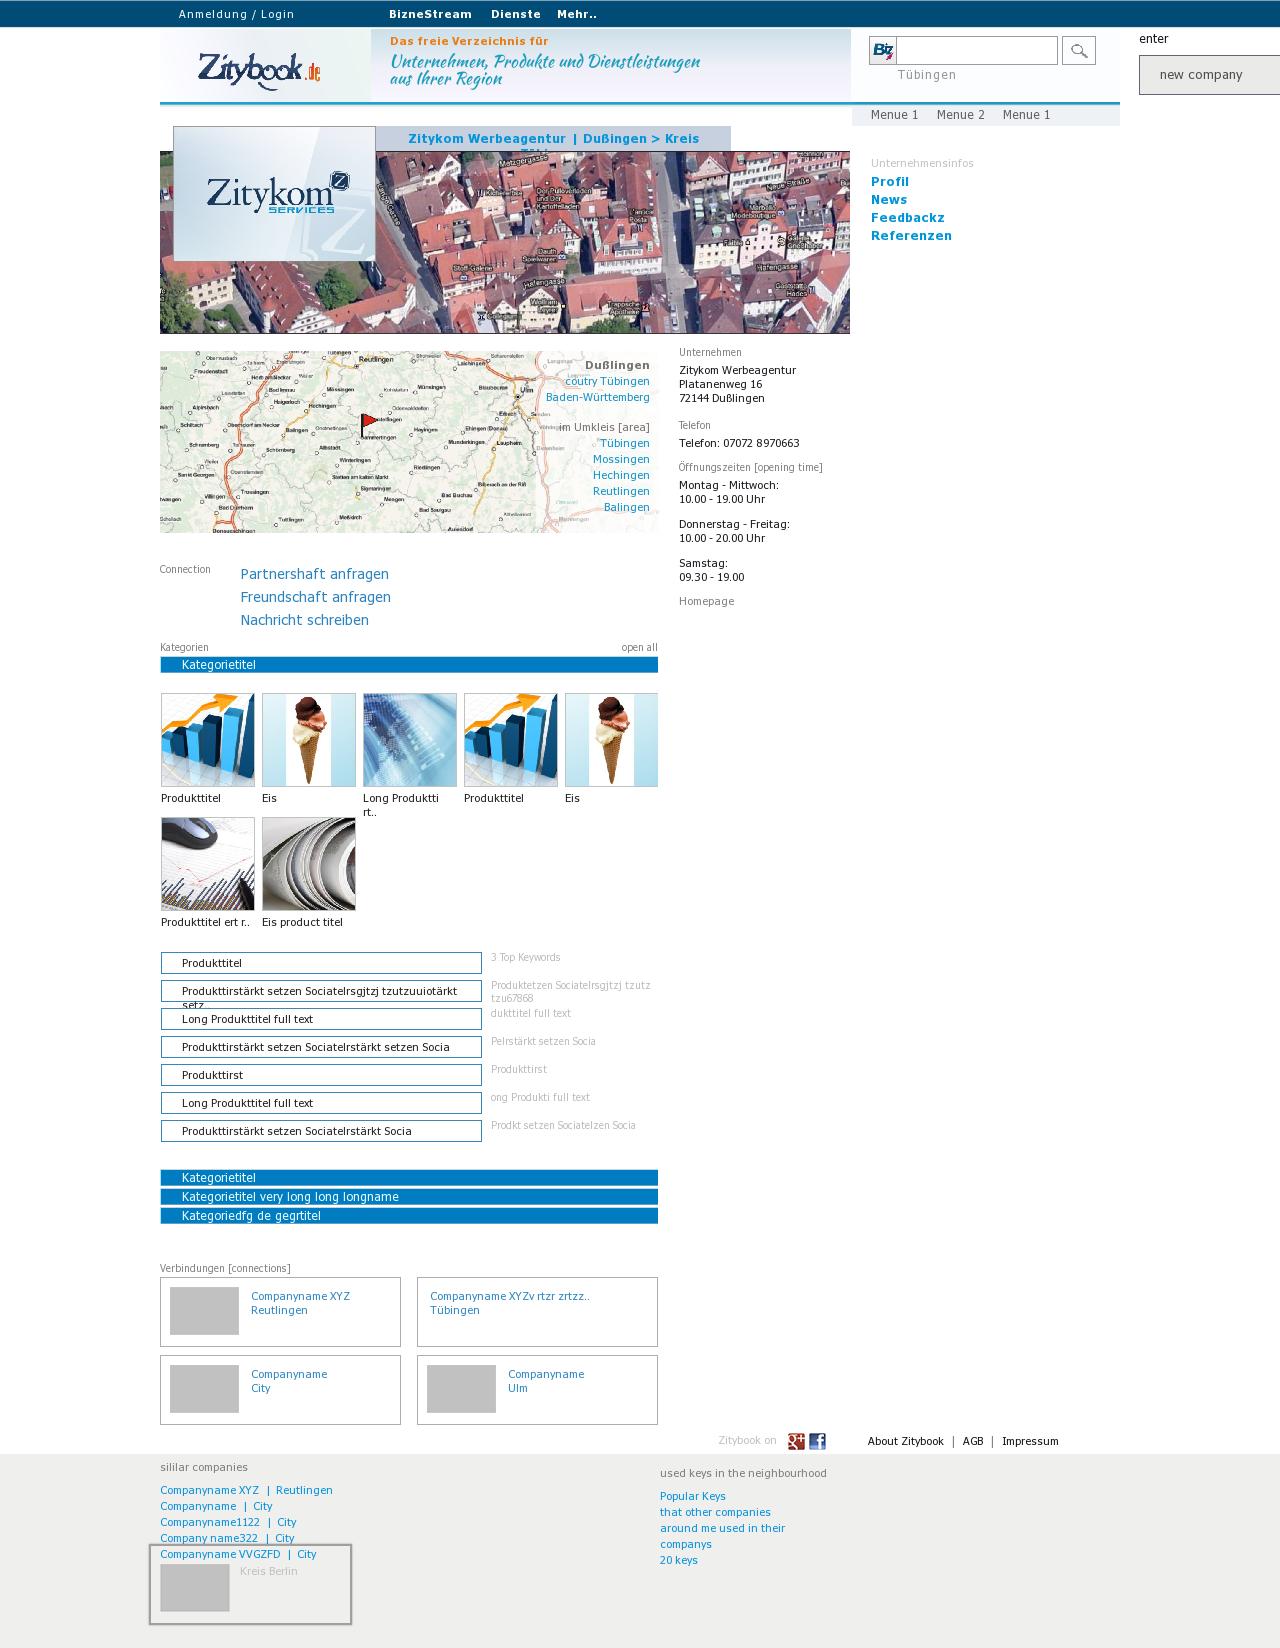 Anmeldung / Login
BizneStream Dienste Mehr..
Zitybook.de
Das freie Verzeichnis für
Unternehmen, Produkte und Dienstleistungen
aus Ihrer Region
Biz
Tübingen
enter
new company
Menue 1 Menue 2 Menue 1
Zitykom Werbeagentur | Dußingen > Kreis
Zitykom
SERVICES
Unternehmensinfos
Profil
News
Feedbackz
Referenzen
Metzgergasse
Neue Straße
Hafengasse
Hafengasse
Dußlingen
coutry Tübingen
Baden-Württemberg
im Umkleis [area]
Tübingen
Mossingen
Hechingen
Reutlingen
Balingen
Reutlingen
Ulm
Unternehmen
Zitykom Werbeagentur
Platanenweg 16
72144 Dußlingen
Telefon
Telefon: 07072 8970663
Öffnungszeiten [opening time]
Montag - Mittwoch:
10.00 - 19.00 Uhr
Donnerstag - Freitag:
10.00 - 20.00 Uhr
Samstag:
09.30 - 19.00
Homepage
Connection
Partnershaft anfragen
Freundschaft anfragen
Nachricht schreiben
Kategorien open all
Kategorietitel
Produkttitel
Eis
Long Produktti
rt..
Produkttitel
Eis
Produkttitel ert r..
Eis product titel
Produkttitel
3 Top Keywords
Produkttirstärkt setzen Sociatelrsgjtzj tzutzuuiotärkt
setz..
Produktetzen Sociatelrsgjtzj tzutz
tzu67868
Long Produkttitel full text
dukttitel full text
Produkttirstärkt setzen Sociatelrstärkt setzen Socia
Pelrstärkt setzen Socia
Produkttirst
Produkttirst
Long Produkttitel full text
ong Produkti full text
Produkttirstärkt setzen Sociatelrstärkt Socia
Prodkt setzen Sociatelzen Socia
Kategorietitel
Kategorietitel very long long longname
Kategoriedfg de gegrtitel
Verbindungen [connections]
Companyname XYZ
Reutlingen
Companyname XYZv rtzr zrtzz..
Tübingen
Companyname
City
Companyname
Ulm
Zitybook on
About Zitybook | AGB | Impressum
sililar companies
Companyname XYZ | Reutlingen
Companyname | City
Companyname1122 | City
Company name322 | City
Companyname VVGZFD | City
Kreis Berlin
used keys in the neighbourhood
Popular Keys
that other companies
around me used in their
companys
20 keys